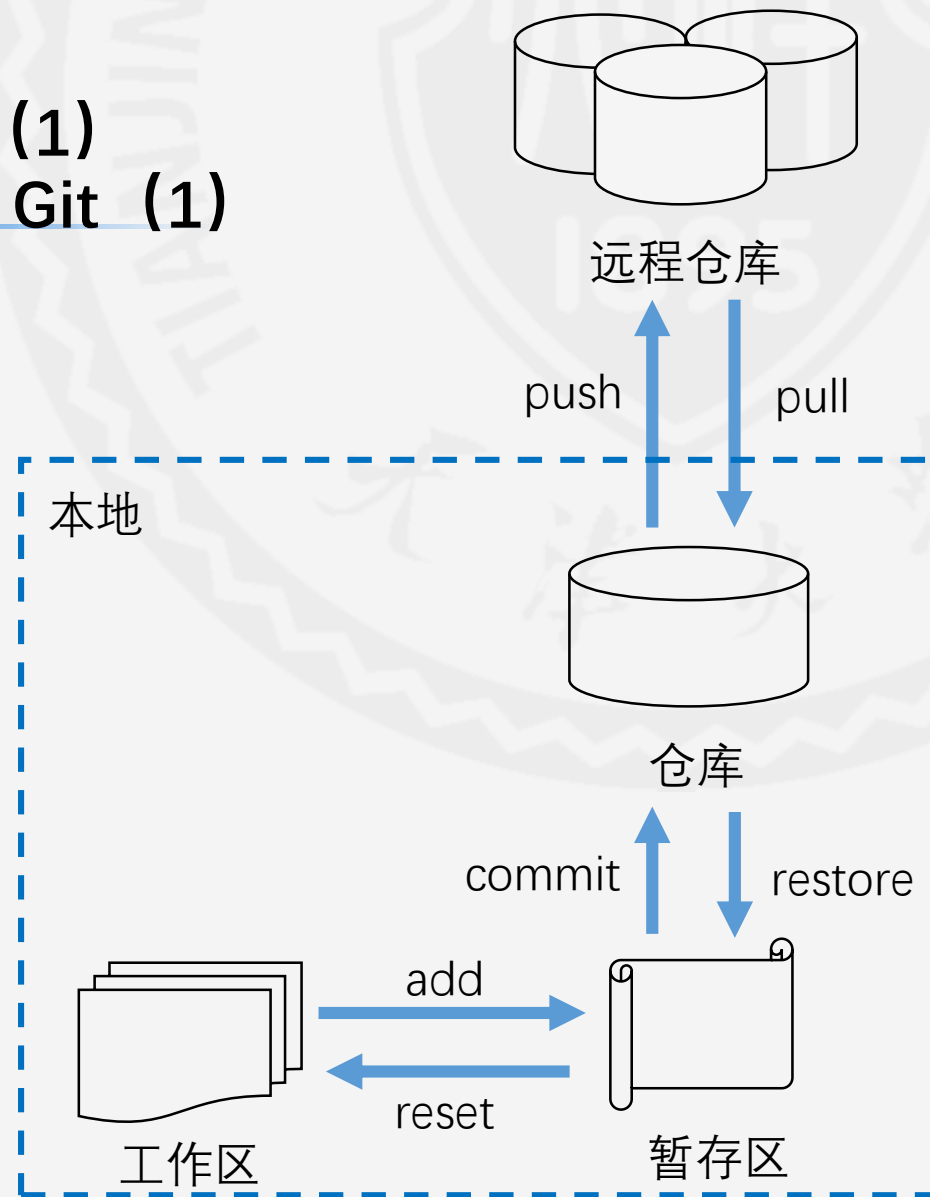 (1)
Git (1)
远程仓库
push
pull
本地
仓库
commit
restore
add
reset
工作区
暂存区
1895